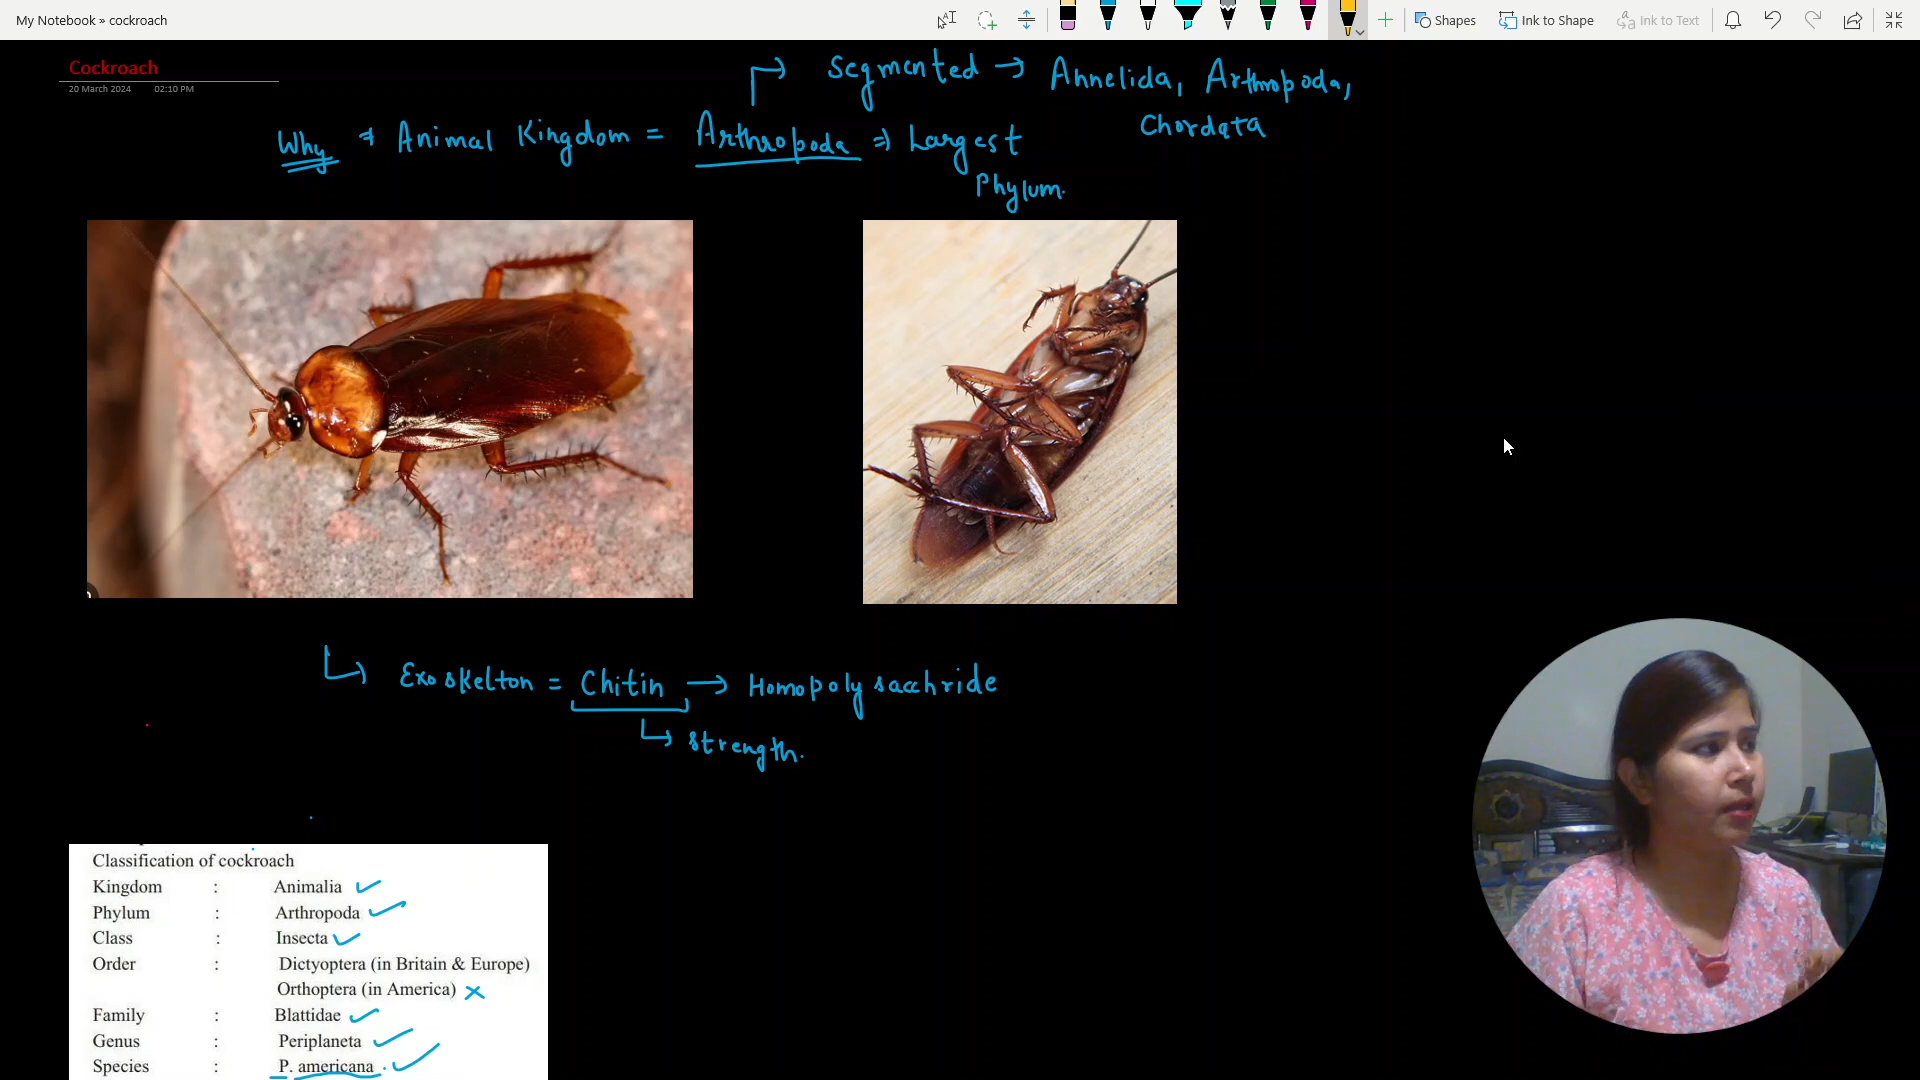 My Notebook » cockroach
Shapes
Ink to Shape
Ink to Text
Cockroach
20 March 2024 02:10 PM
Segmented → Annelida, Arthropoda,
Chordata
Why ⇒ Animal Kingdom = Arthropoda ⇒ Largest
Phylum.
Exoskelton = Chitin → Homopolysacchride
↳ strength.
Classification of cockroach
Kingdom : Animalia ✓
Phylum : Arthropoda ✓
Class : Insecta ✓
Order : Dictyoptera (in Britain & Europe)
Orthoptera (in America) ×
Family : Blattidae ✓
Genus : Periplaneta ✓
Species : P. americana . ✓